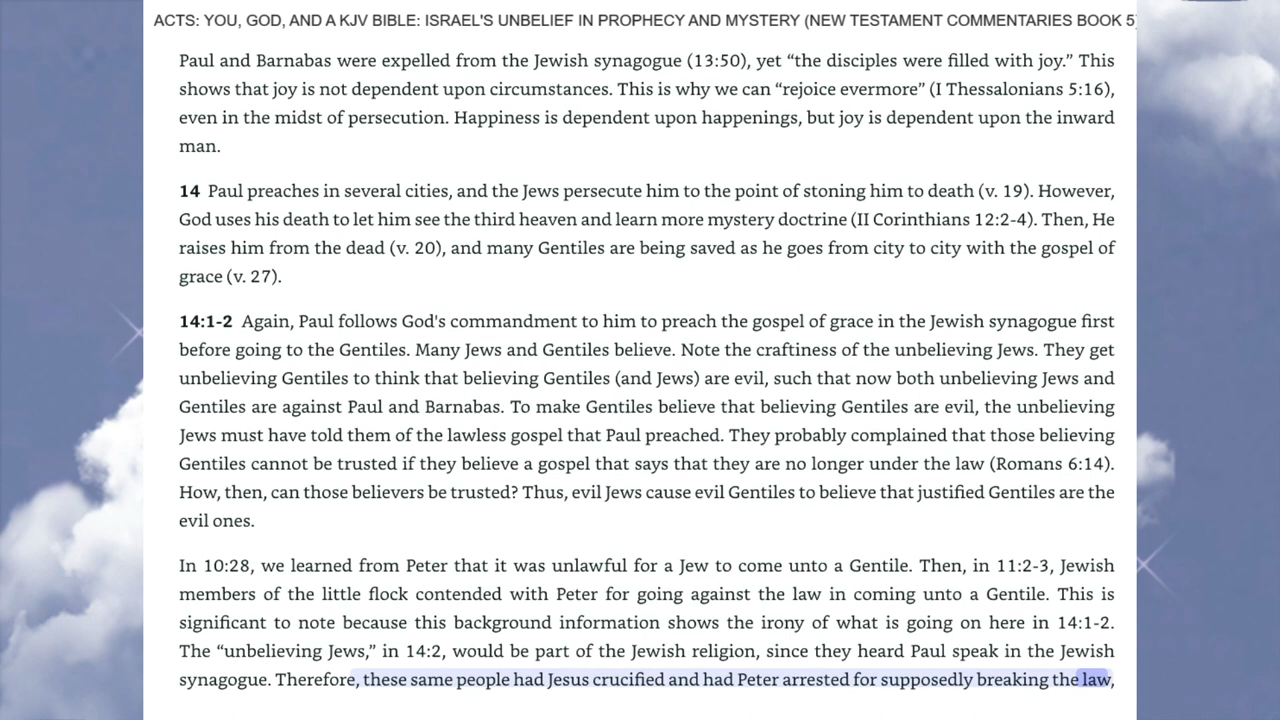 ACTS: YOU, GOD, AND A KJV BIBLE: ISRAEL'S UNBELIEF IN PROPHECY AND MYSTERY (NEW TESTAMENT COMMENTARIES BOOK 5)
Paul and Barnabas were expelled from the Jewish synagogue (13:50), yet “the disciples were filled with joy.” This
shows that joy is not dependent upon circumstances. This is why we can “rejoice evermore” (I Thessalonians 5:16),
even in the midst of persecution. Happiness is dependent upon happenings, but joy is dependent upon the inward
man.
14 Paul preaches in several cities, and the Jews persecute him to the point of stoning him to death (v. 19). However,
God uses his death to let him see the third heaven and learn more mystery doctrine (II Corinthians 12:2-4). Then, He
raises him from the dead (v. 20), and many Gentiles are being saved as he goes from city to city with the gospel of
grace (v. 27).
14:1-2 Again, Paul follows God's commandment to him to preach the gospel of grace in the Jewish synagogue first
before going to the Gentiles. Many Jews and Gentiles believe. Note the craftiness of the unbelieving Jews. They get
unbelieving Gentiles to think that believing Gentiles (and Jews) are evil, such that now both unbelieving Jews and
Gentiles are against Paul and Barnabas. To make Gentiles believe that believing Gentiles are evil, the unbelieving
Jews must have told them of the lawless gospel that Paul preached. They probably complained that those believing
Gentiles cannot be trusted if they believe a gospel that says that they are no longer under the law (Romans 6:14).
How, then, can those believers be trusted? Thus, evil Jews cause evil Gentiles to believe that justified Gentiles are the
evil ones.
In 10:28, we learned from Peter that it was unlawful for a Jew to come unto a Gentile. Then, in 11:2-3, Jewish
members of the little flock contended with Peter for going against the law in coming unto a Gentile. This is
significant to note because this background information shows the irony of what is going on here in 14:1-2.
The “unbelieving Jews,” in 14:2, would be part of the Jewish religion, since they heard Paul speak in the Jewish
synagogue. Therefore, these same people had Jesus crucified and had Peter arrested for supposedly breaking the law,